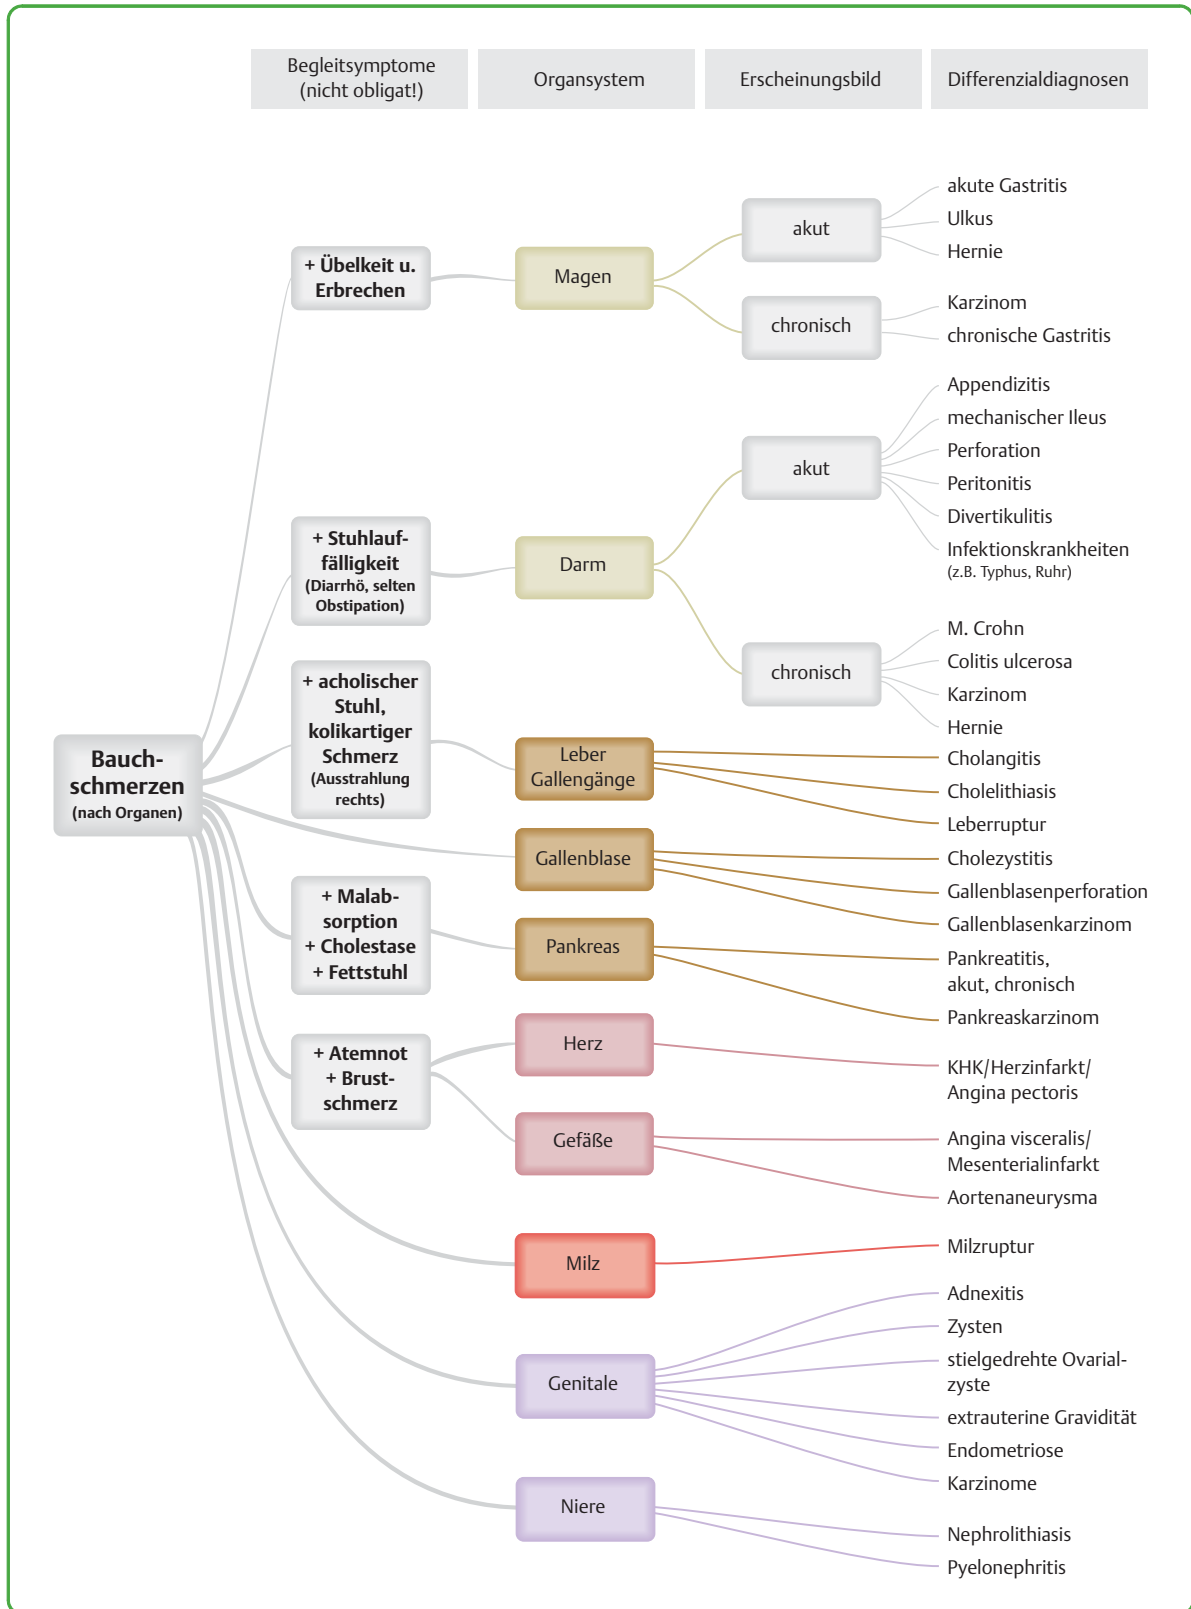 Begleitsymptome
(nicht obligat!)
Organsystem
Erscheinungsbild
Differenzialdiagnosen
Bauch-
schmerzen
(nach Organen)
+ Übelkeit u.
Erbrechen
Magen
akut
akute Gastritis
Ulkus
Hernie
chronisch
Karzinom
chronische Gastritis
+ Stuhlauf-
fälligkeit
(Diarrhö, selten
Obstipation)
Darm
akut
Appendizitis
mechanischer Ileus
Perforation
Peritonitis
Divertikulitis
Infektionskrankheiten
(z.B. Typhus, Ruhr)
chronisch
M. Crohn
Colitis ulcerosa
Karzinom
Hernie
+ acholischer
Stuhl,
kolikartiger
Schmerz
(Ausstrahlung
rechts)
Leber
Gallengänge
Cholangitis
Cholelithiasis
Leberruptur
Gallenblase
Cholezystitis
Gallenblasenperforation
Gallenblasenkarzinom
+ Malab-
sorption
+ Cholestase
+ Fettstuhl
Pankreas
Pankreatitis,
akut, chronisch
Pankreaskarzinom
+ Atemnot
+ Brust-
schmerz
Herz
KHK/Herzinfarkt/
Angina pectoris
Gefäße
Angina visceralis/
Mesenterialinfarkt
Aortenaneurysma
Milz
Milzruptur
Genitale
Adnexitis
Zysten
stielgedrehte Ovarial-
zyste
extrauterine Gravidität
Endometriose
Karzinome
Niere
Nephrolithiasis
Pyelonephritis